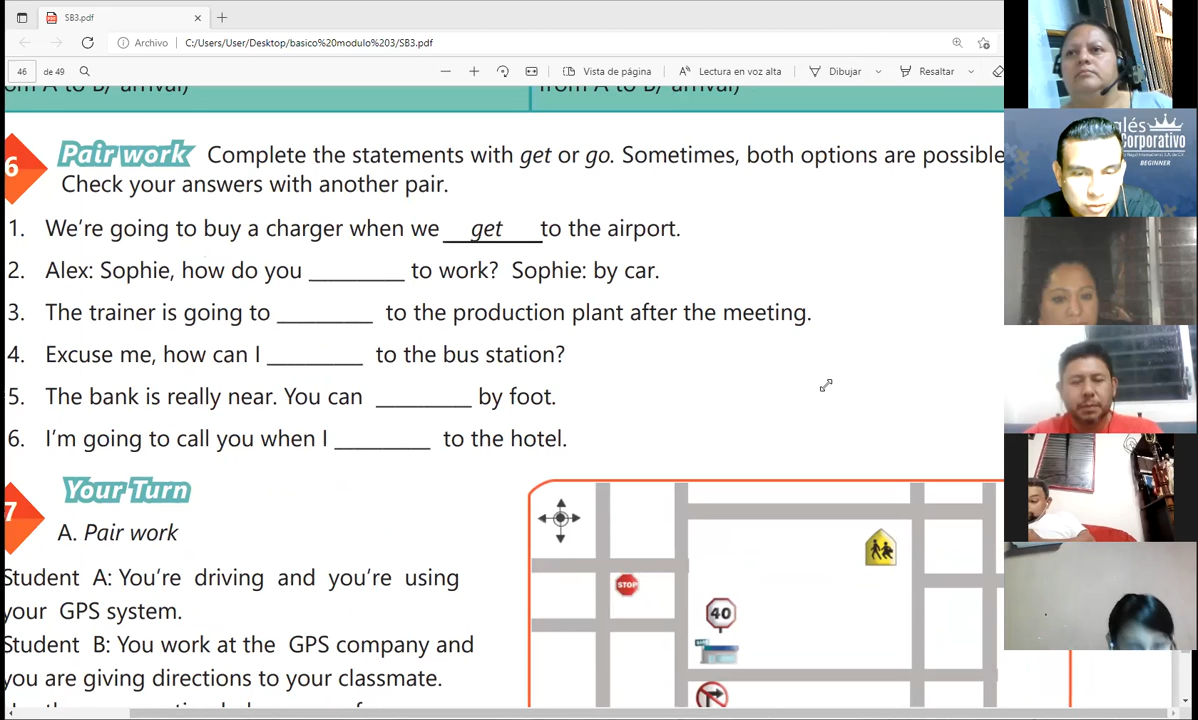 SB3.pdf
Archivo
C:/Users/User/Desktop/basico%20modulo%203/SB3.pdf
46
de 49
Vista de página
Lectura en voz alta
Dibujar
Resaltar
om A to B/ arrival)
from A to B/ arrival)
6
Pair work Complete the statements with get or go. Sometimes, both options are possible
Check your answers with another pair.
1. We're going to buy a charger when we get to the airport.
2. Alex: Sophie, how do you _________ to work? Sophie: by car.
3. The trainer is going to _________ to the production plant after the meeting.
4. Excuse me, how can I _________ to the bus station?
5. The bank is really near. You can _________ by foot.
6. I'm going to call you when I _________ to the hotel.
7
Your Turn
A. Pair work
Student A: You're driving and you're using
your GPS system.
Student B: You work at the GPS company and
you are giving directions to your classmate.
STOP
40
glés
Corporativo
BEGINNER